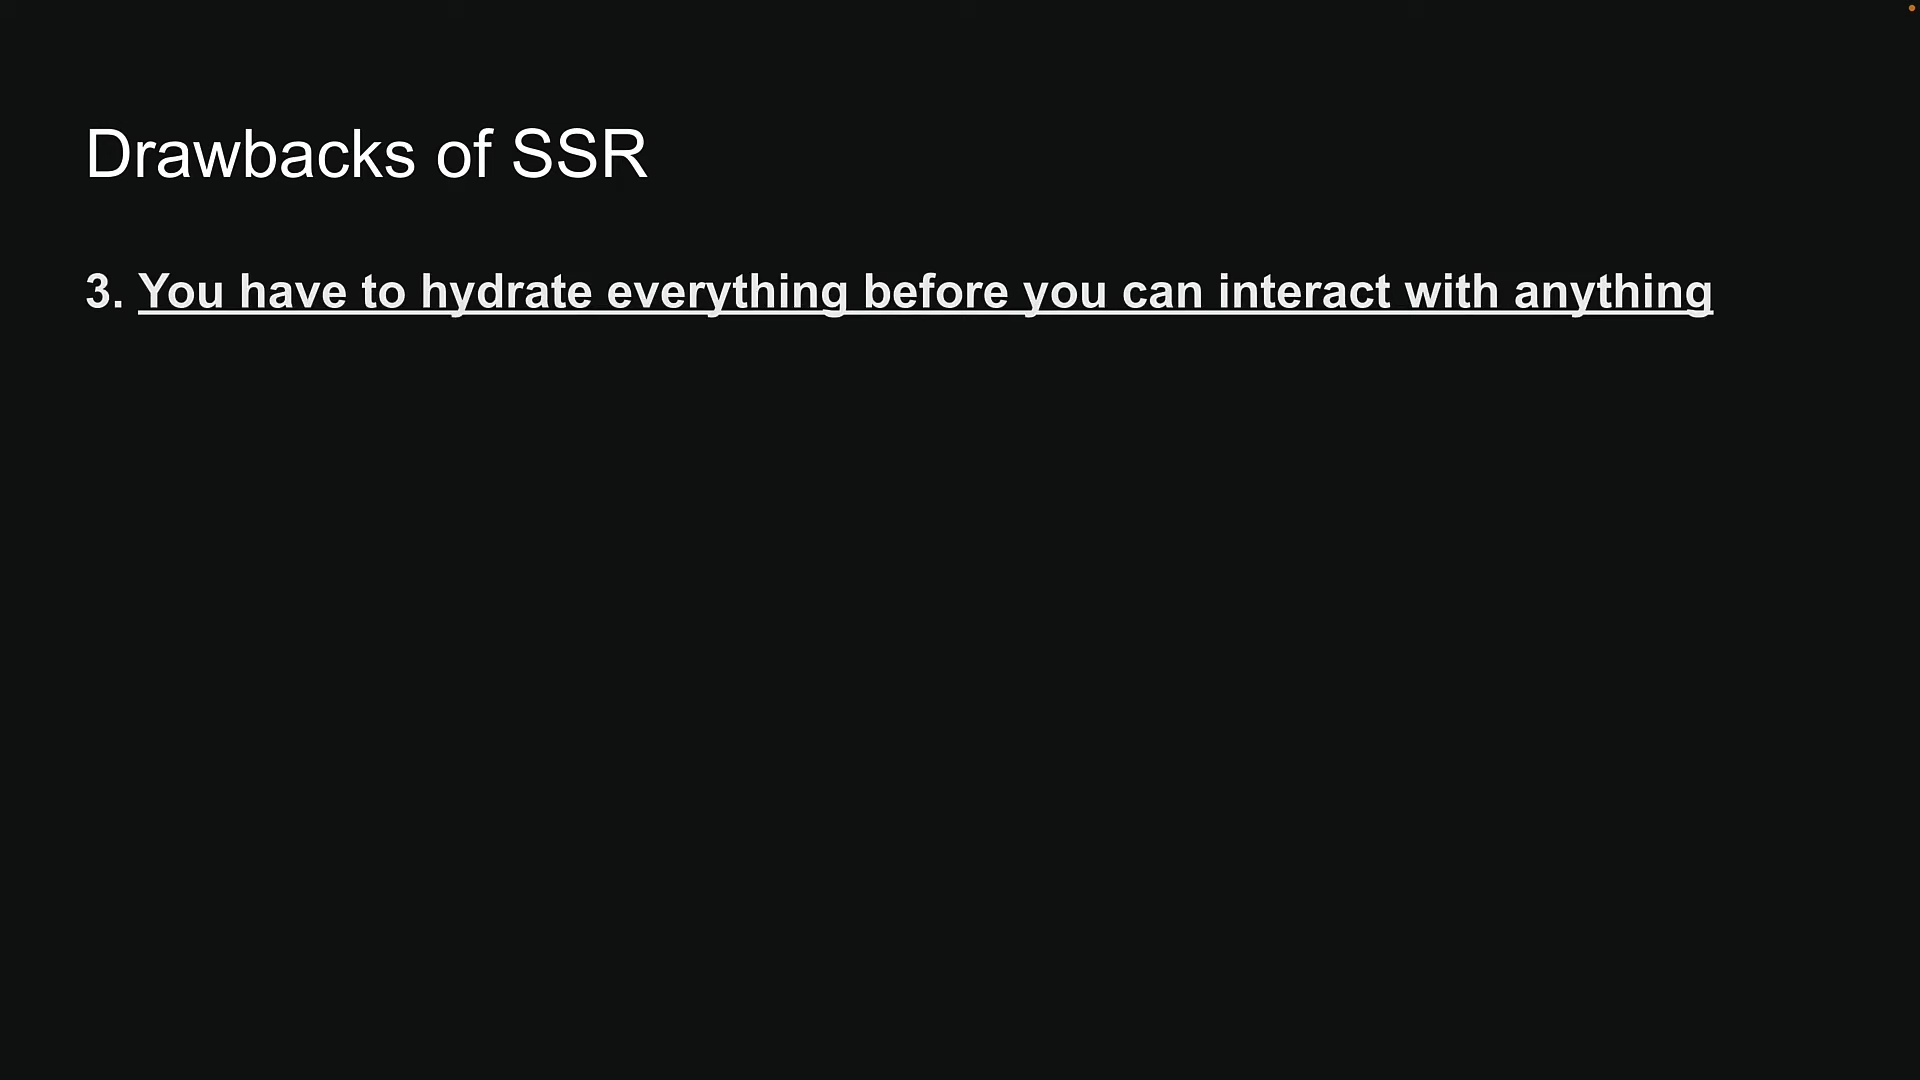 Drawbacks of SSR
3. You have to hydrate everything before you can interact with anything